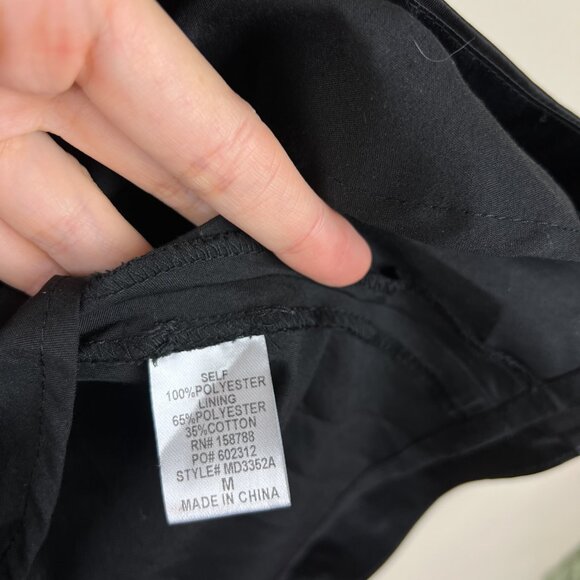 SELF
100%POLYESTER
LINING
65%POLYESTER
35%COTTON
RN# 158788
PO# 602312
STYLE# MD3352A
M
MADE IN CHINA